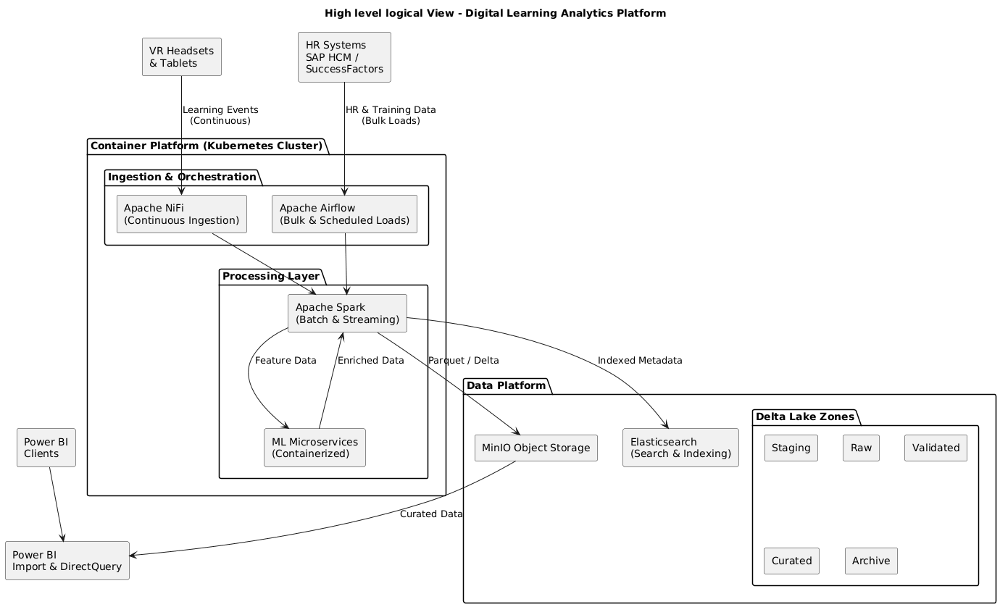 High level logical View - Digital Learning Analytics Platform
VR Headsets
& Tablets
HR Systems
SAP HCM /
SuccessFactors
Learning Events
(Continuous)
HR & Training Data
(Bulk Loads)
Container Platform (Kubernetes Cluster)
Ingestion & Orchestration
Apache NiFi
(Continuous Ingestion)
Apache Airflow
(Bulk & Scheduled Loads)
Processing Layer
Apache Spark
(Batch & Streaming)
Feature Data
Enriched Data
Parquet / Delta
Indexed Metadata
ML Microservices
(Containerized)
Data Platform
MinIO Object Storage
Elasticsearch
(Search & Indexing)
Delta Lake Zones
Staging
Raw
Validated
Curated
Archive
Power BI
Clients
Curated Data
Power BI
Import & DirectQuery